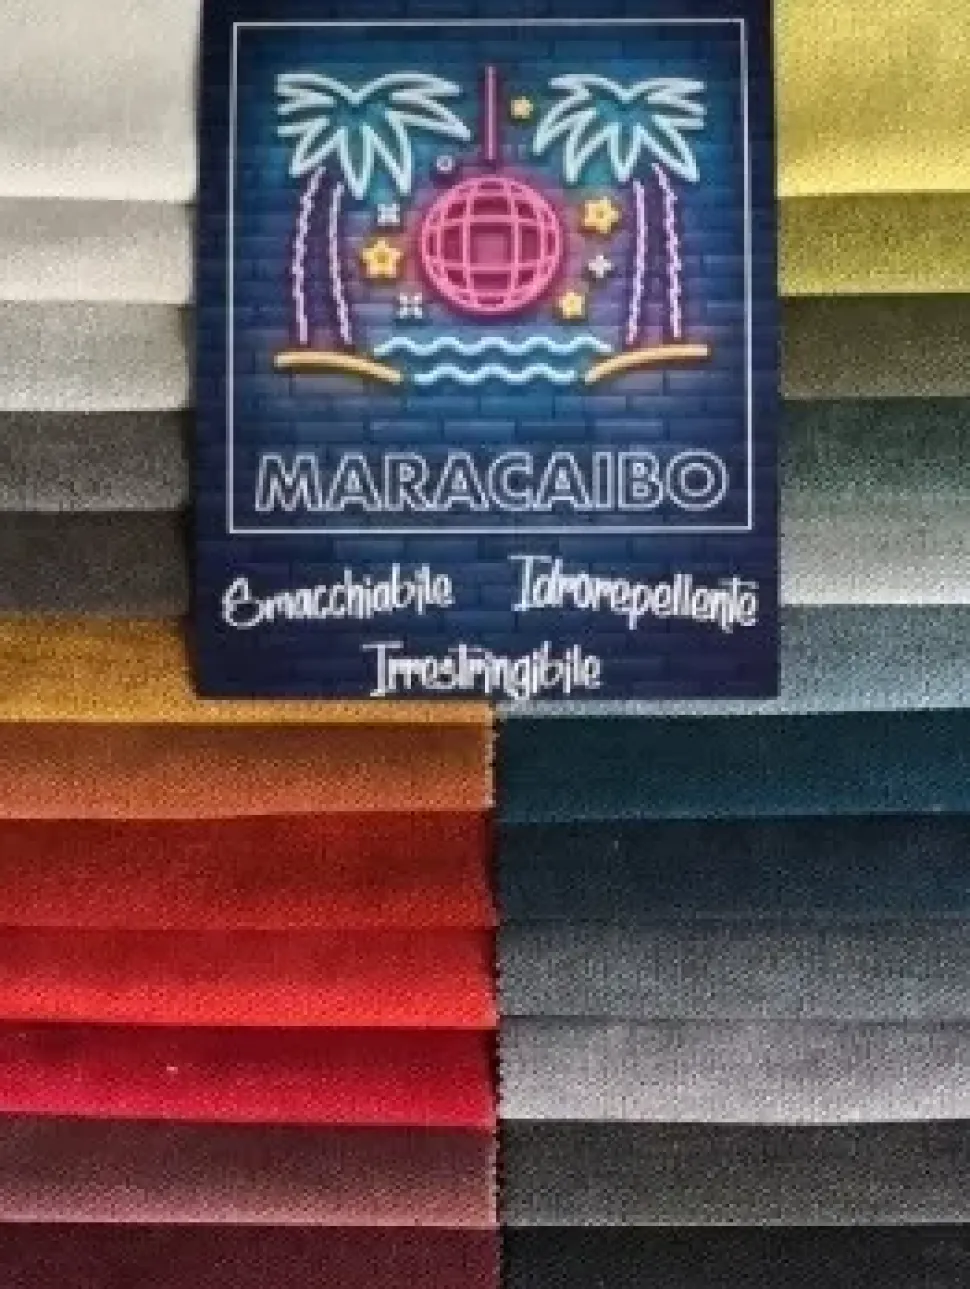 MARACAIBO
Smacchiabile Idrorepellente
Irrestringibile